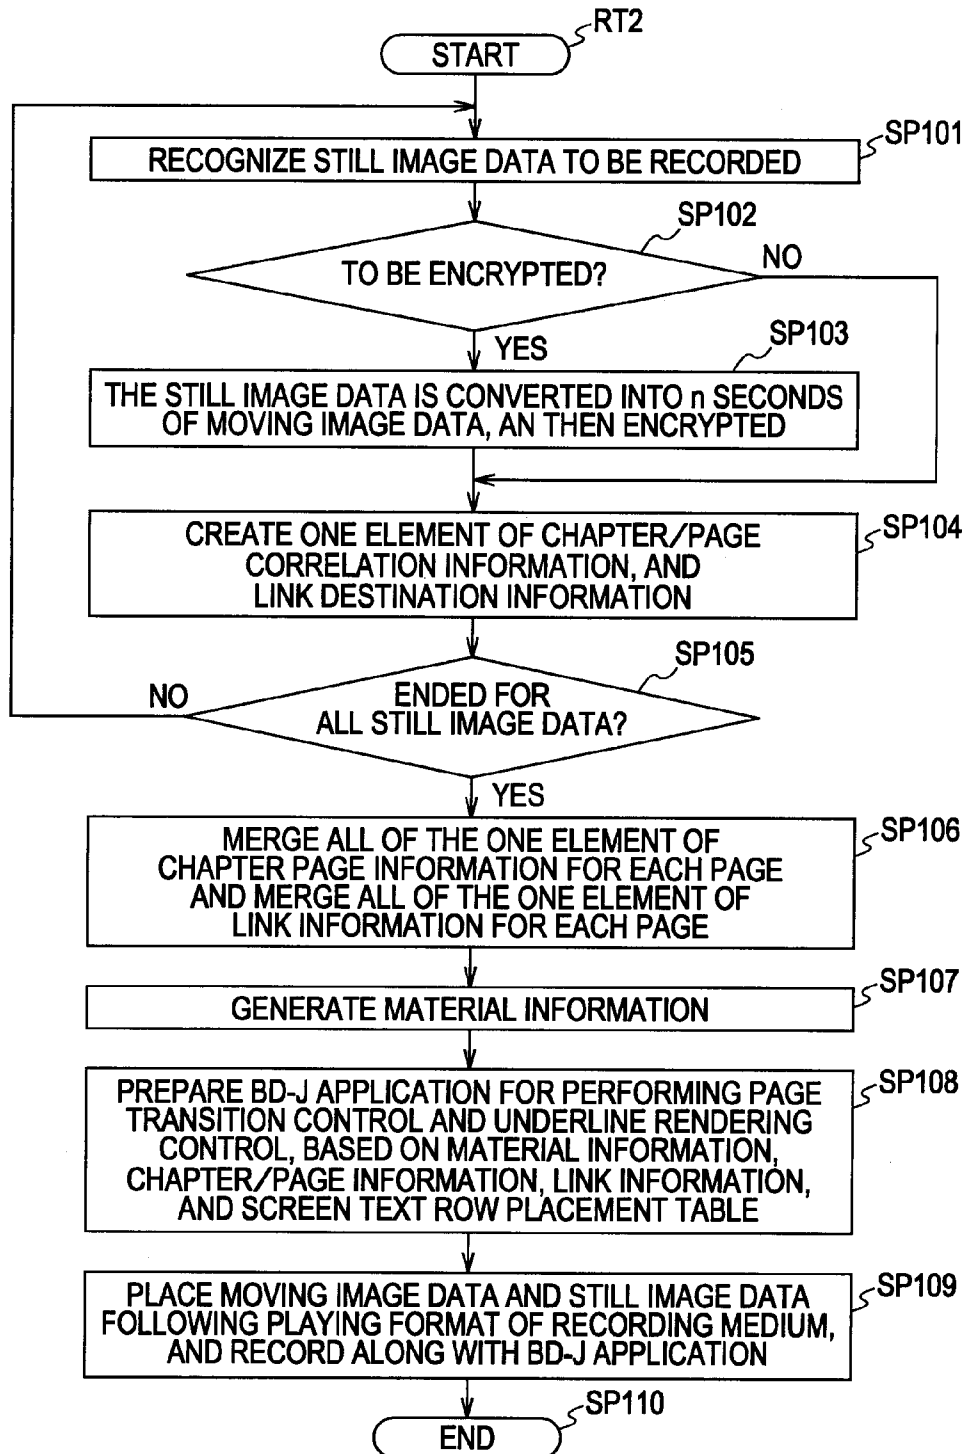 RT2
START
SP101
RECOGNIZE STILL IMAGE DATA TO BE RECORDED
SP102
TO BE ENCRYPTED?
NO
YES
SP103
THE STILL IMAGE DATA IS CONVERTED INTO n SECONDS
OF MOVING IMAGE DATA, AN THEN ENCRYPTED
SP104
CREATE ONE ELEMENT OF CHAPTER/PAGE
CORRELATION INFORMATION, AND
LINK DESTINATION INFORMATION
SP105
NO
ENDED FOR
ALL STILL IMAGE DATA?
YES
SP106
MERGE ALL OF THE ONE ELEMENT OF
CHAPTER PAGE INFORMATION FOR EACH PAGE
AND MERGE ALL OF THE ONE ELEMENT OF
LINK INFORMATION FOR EACH PAGE
SP107
GENERATE MATERIAL INFORMATION
SP108
PREPARE BD-J APPLICATION FOR PERFORMING PAGE
TRANSITION CONTROL AND UNDERLINE RENDERING
CONTROL, BASED ON MATERIAL INFORMATION,
CHAPTER/PAGE INFORMATION, LINK INFORMATION,
AND SCREEN TEXT ROW PLACEMENT TABLE
SP109
PLACE MOVING IMAGE DATA AND STILL IMAGE DATA
FOLLOWING PLAYING FORMAT OF RECORDING MEDIUM,
AND RECORD ALONG WITH BD-J APPLICATION
SP110
END